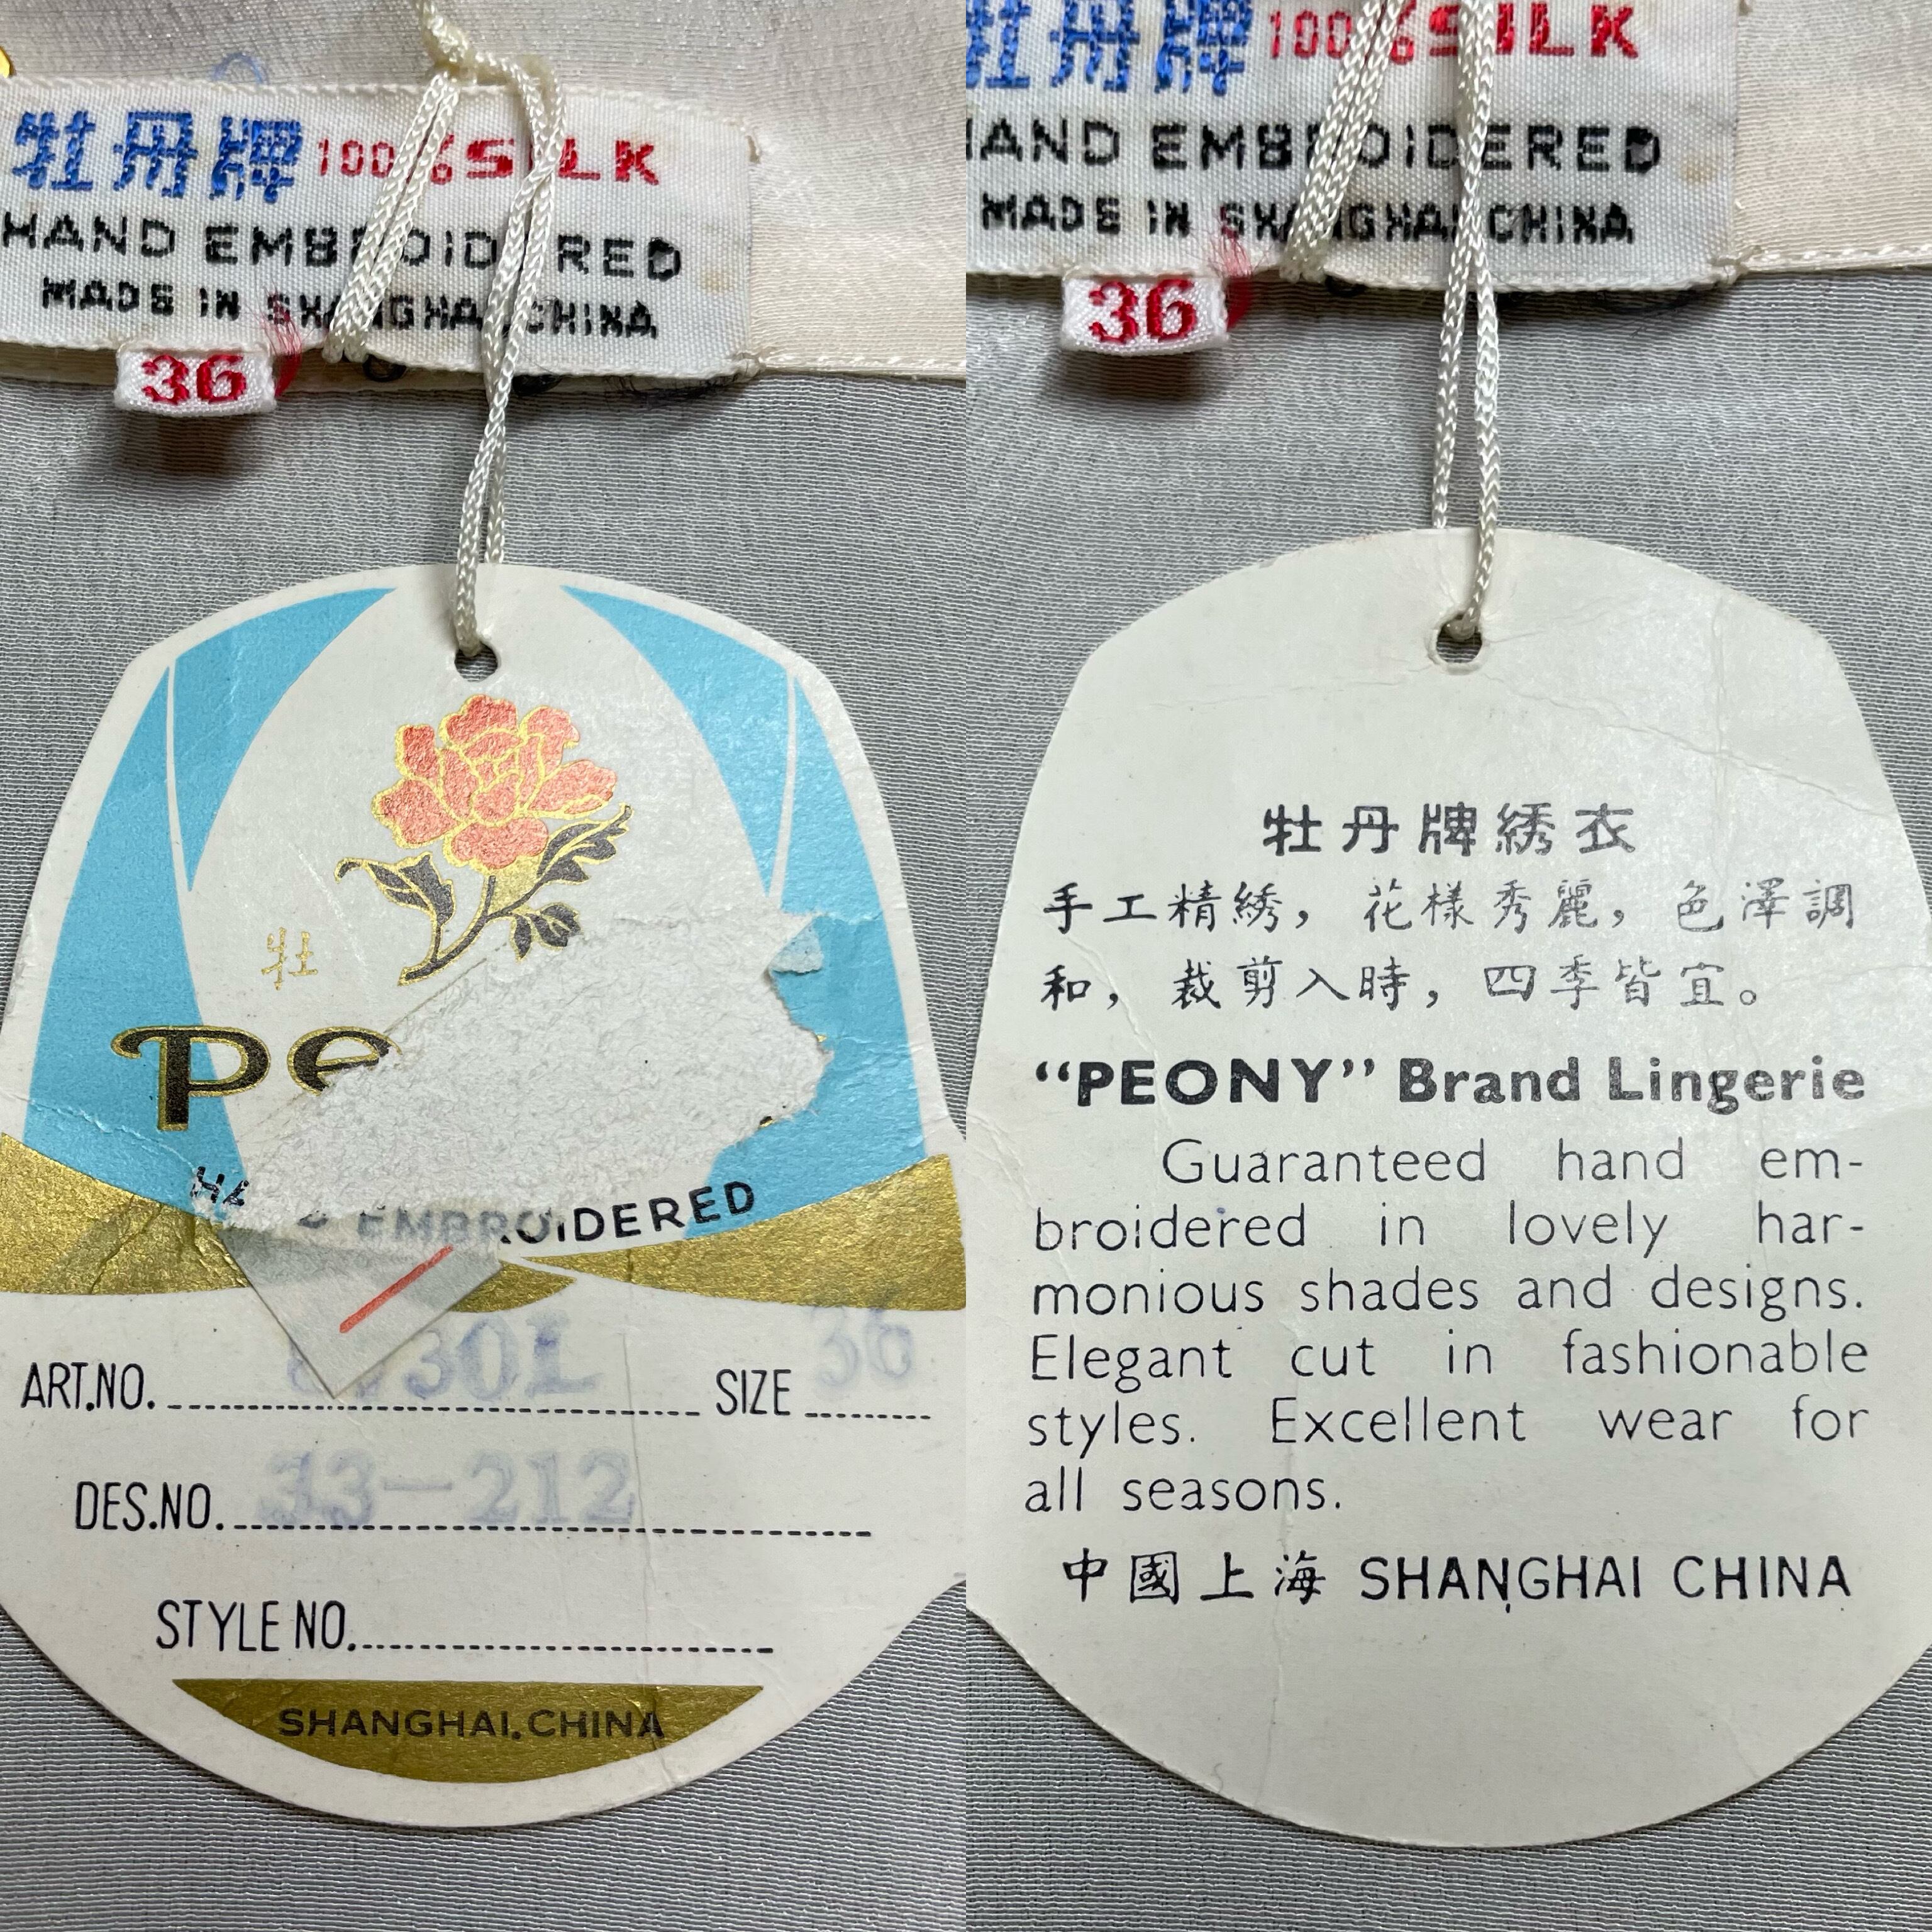 牡丹牌 100% SILK
HAND EMBROIDERED
MADE IN SHANGHAI, CHINA
36
牡
HAND EMBROIDERED
ART.NO. SIZE 36
DES.NO. 33-212
STYLE NO.
SHANGHAI, CHINA
牡丹牌 100% SILK
HAND EMBROIDERED
MADE IN SHANGHAI CHINA
36
牡丹牌綉衣
手工精綉，花樣秀麗，色澤調
和，裁剪入時，四季皆宜。
“PEONY” Brand Lingerie
Guaranteed hand em-
broidered in lovely har-
monious shades and designs.
Elegant cut in fashionable
styles. Excellent wear for
all seasons.
中國上海 SHANGHAI CHINA